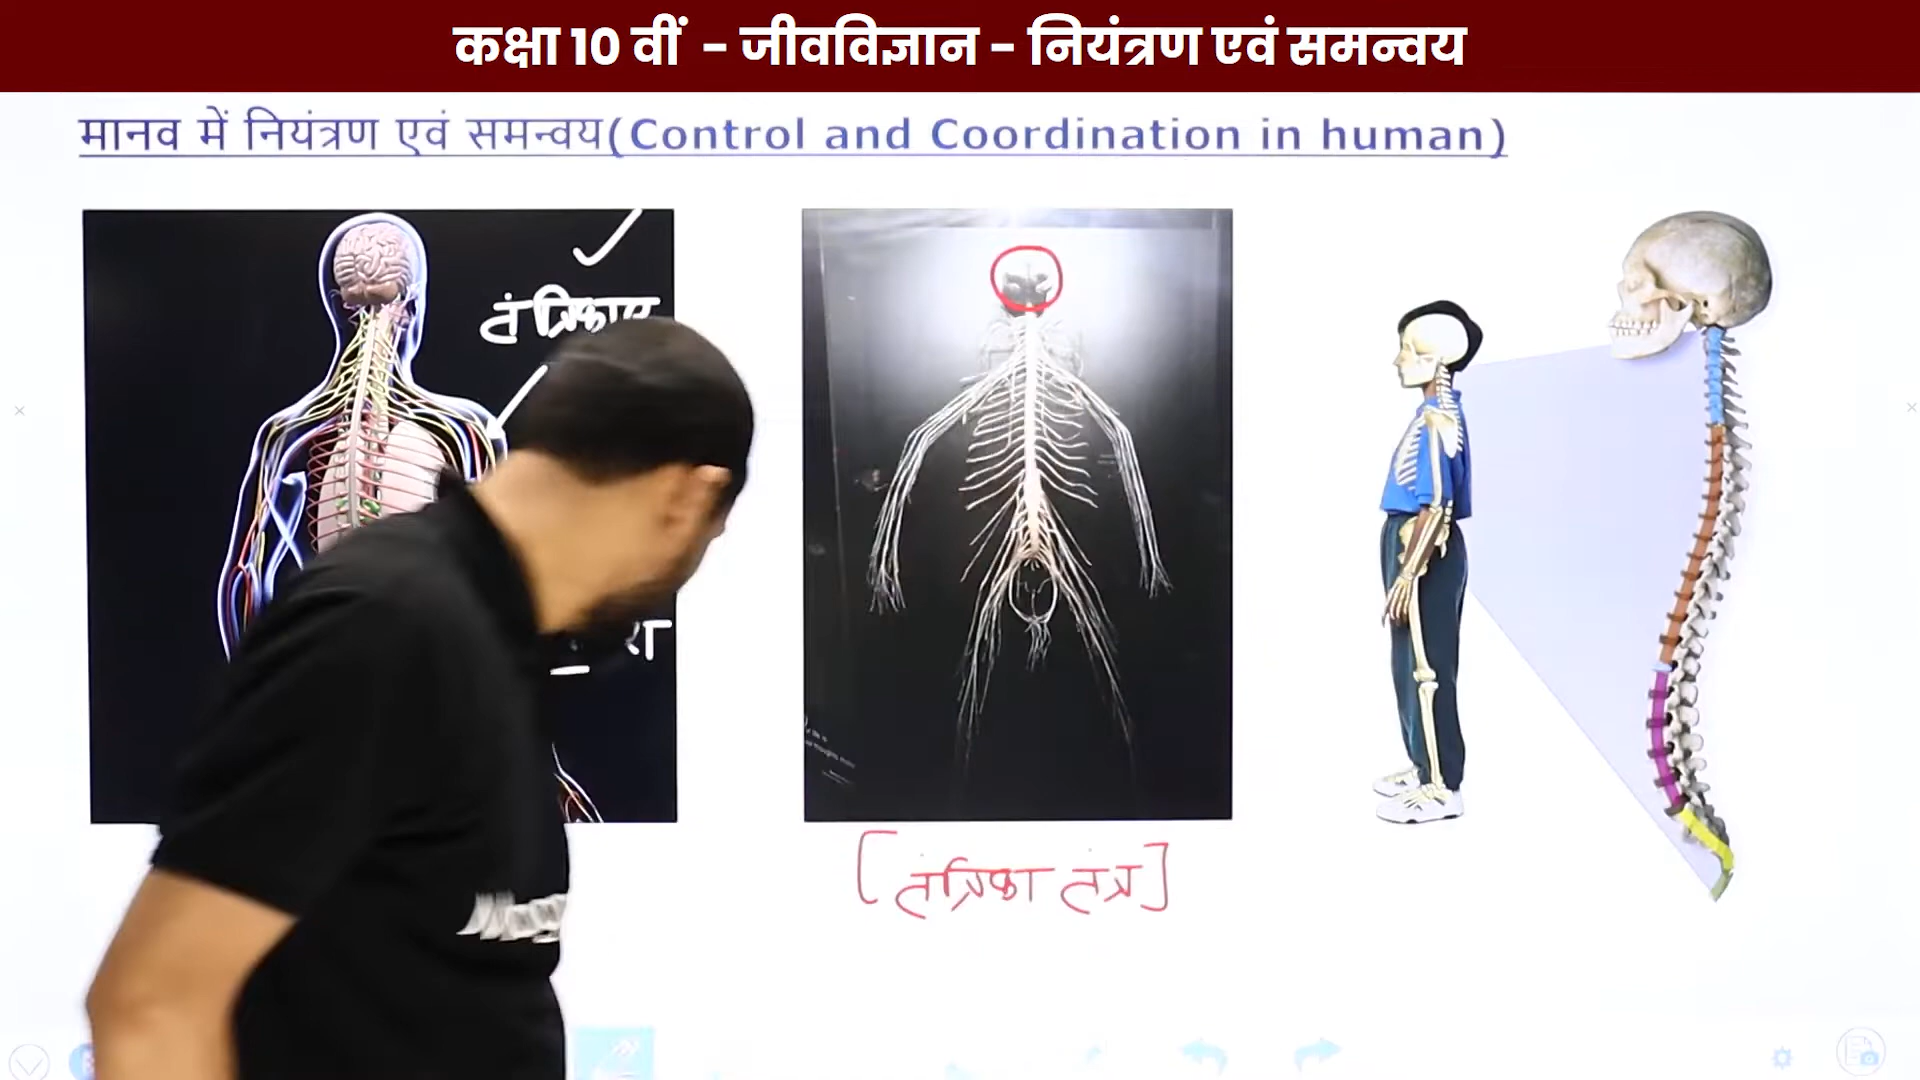 कक्षा 10 वीं - जीवविज्ञान - नियंत्रण एवं समन्वय
मानव में नियंत्रण एवं समन्वय(Control and Coordination in human)
[तंत्रिका तंत्र]